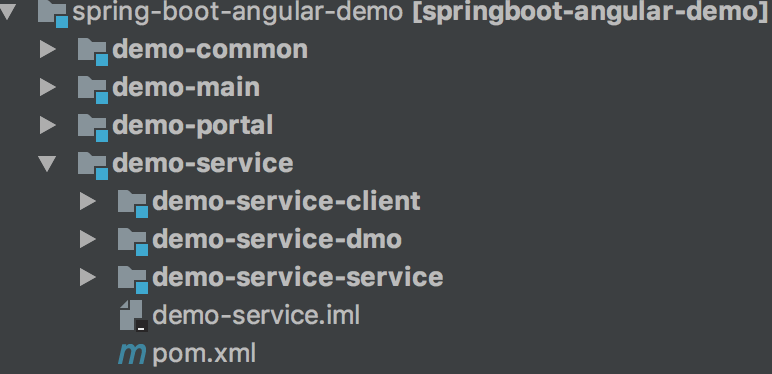 spring-boot-angular-demo [springboot-angular-demo]
demo-common
demo-main
demo-portal
demo-service
demo-service-client
demo-service-dmo
demo-service-service
demo-service.iml
m pom.xml